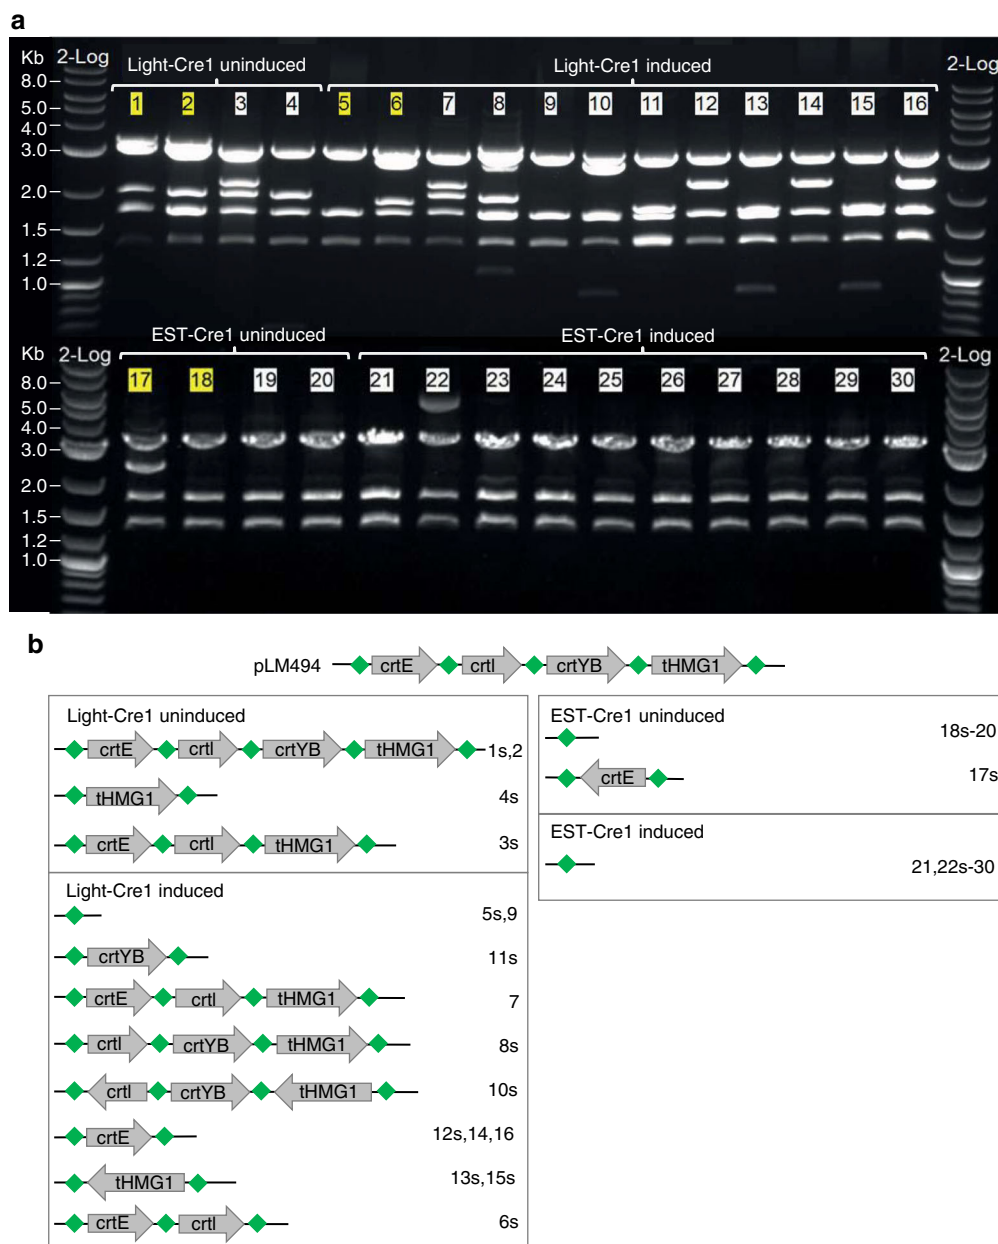 a
Kb 2-Log Light-Cre1 uninduced Light-Cre1 induced 2-Log
8.0
5.0
4.0
3.0
2.0
1.5
1.2
1.0
1 2 3 4 5 6 7 8 9 10 11 12 13 14 15 16
EST-Cre1 uninduced EST-Cre1 induced
Kb 2-Log 2-Log
8.0
5.0
4.0
3.0
2.0
1.5
1.2
1.0
17 18 19 20 21 22 23 24 25 26 27 28 29 30
b
pLM494 crtE crtI crtYB tHMG1
Light-Cre1 uninduced
crtE crtI crtYB tHMG1 1s,2
tHMG1 4s
crtE crtI tHMG1 3s
Light-Cre1 induced
5s,9
crtYB 11s
crtE crtI tHMG1 7
crtI crtYB tHMG1 8s
crtI crtYB tHMG1 10s
crtE 12s,14,16
tHMG1 13s,15s
crtE crtI 6s
EST-Cre1 uninduced
18s-20
crtE 17s
EST-Cre1 induced
21,22s-30